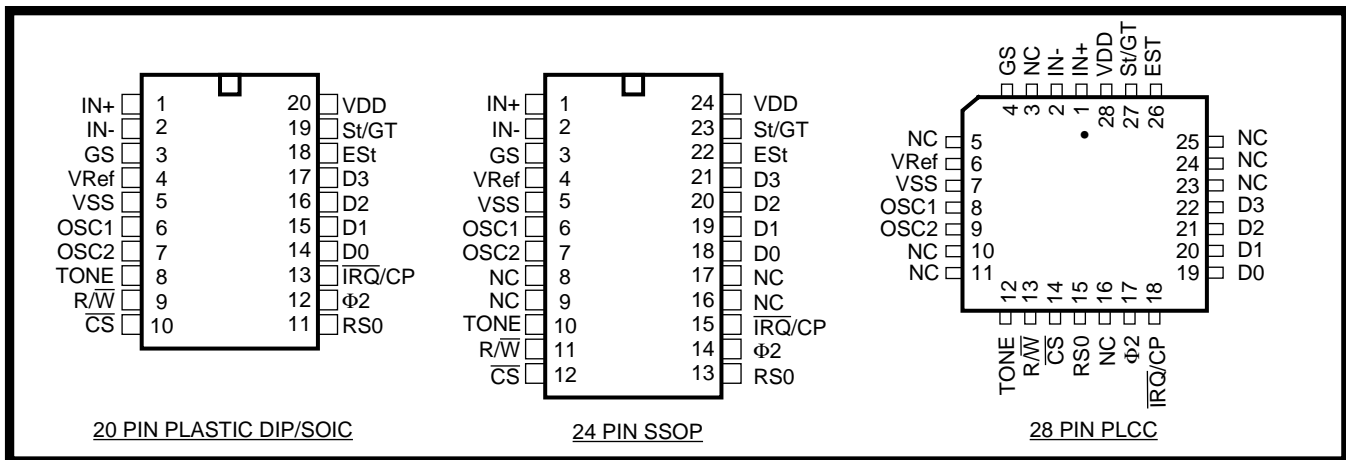 IN+ 1 20 VDD
IN- 2 19 St/GT
GS 3 18 ESt
VRef 4 17 D3
VSS 5 16 D2
OSC1 6 15 D1
OSC2 7 14 D0
TONE 8 13 I̅R̅Q̅/CP
R/W̅ 9 12 Φ2
C̅S̅ 10 11 RS0
20 PIN PLASTIC DIP/SOIC
IN+ 1 24 VDD
IN- 2 23 St/GT
GS 3 22 ESt
VRef 4 21 D3
VSS 5 20 D2
OSC1 6 19 D1
OSC2 7 18 D0
NC 8 17 NC
NC 9 16 NC
TONE 10 15 I̅R̅Q̅/CP
R/W̅ 11 14 Φ2
C̅S̅ 12 13 RS0
24 PIN SSOP
GS NC IN- IN+ VDD St/GT EST
4 3 2 1 28 27 26
NC 5 25 NC
VRef 6 24 NC
VSS 7 23 NC
OSC1 8 22 D3
OSC2 9 21 D2
NC 10 20 D1
NC 11 19 D0
12 13 14 15 16 17 18
TONE R/W̅ C̅S̅ RS0 NC Φ2 I̅R̅Q̅/CP
28 PIN PLCC